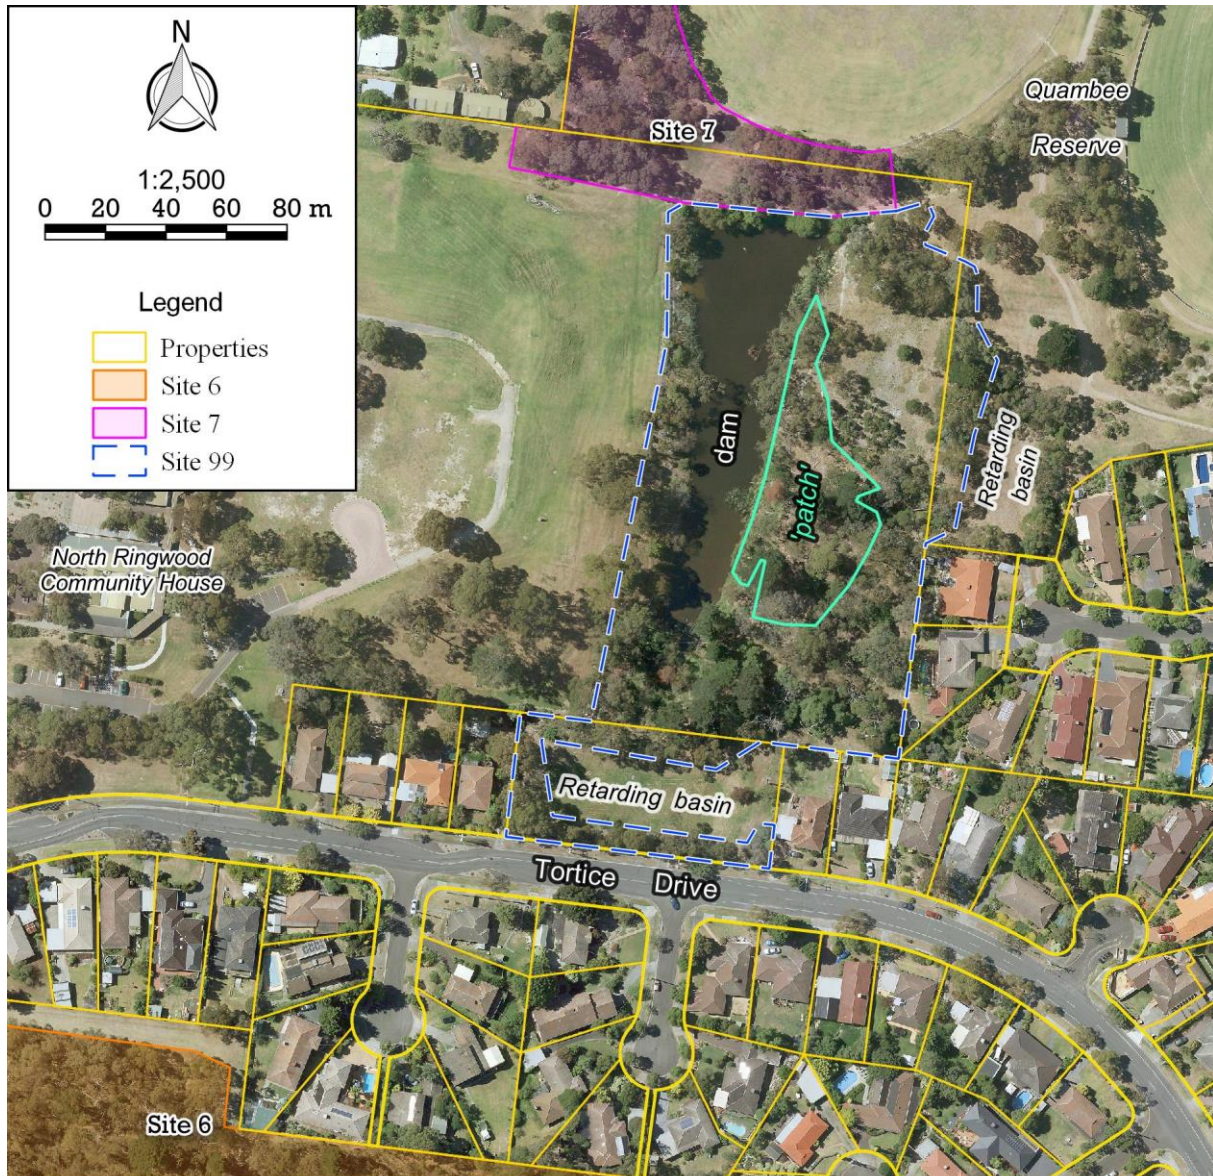 N
1:2,500
0 20 40 60 80 m
Legend
Properties
Site 6
Site 7
Site 99
Site 7
Quambee
Reserve
dam
'patch'
Retarding
basin
North Ringwood
Community House
Retarding basin
Tortice Drive
Site 6